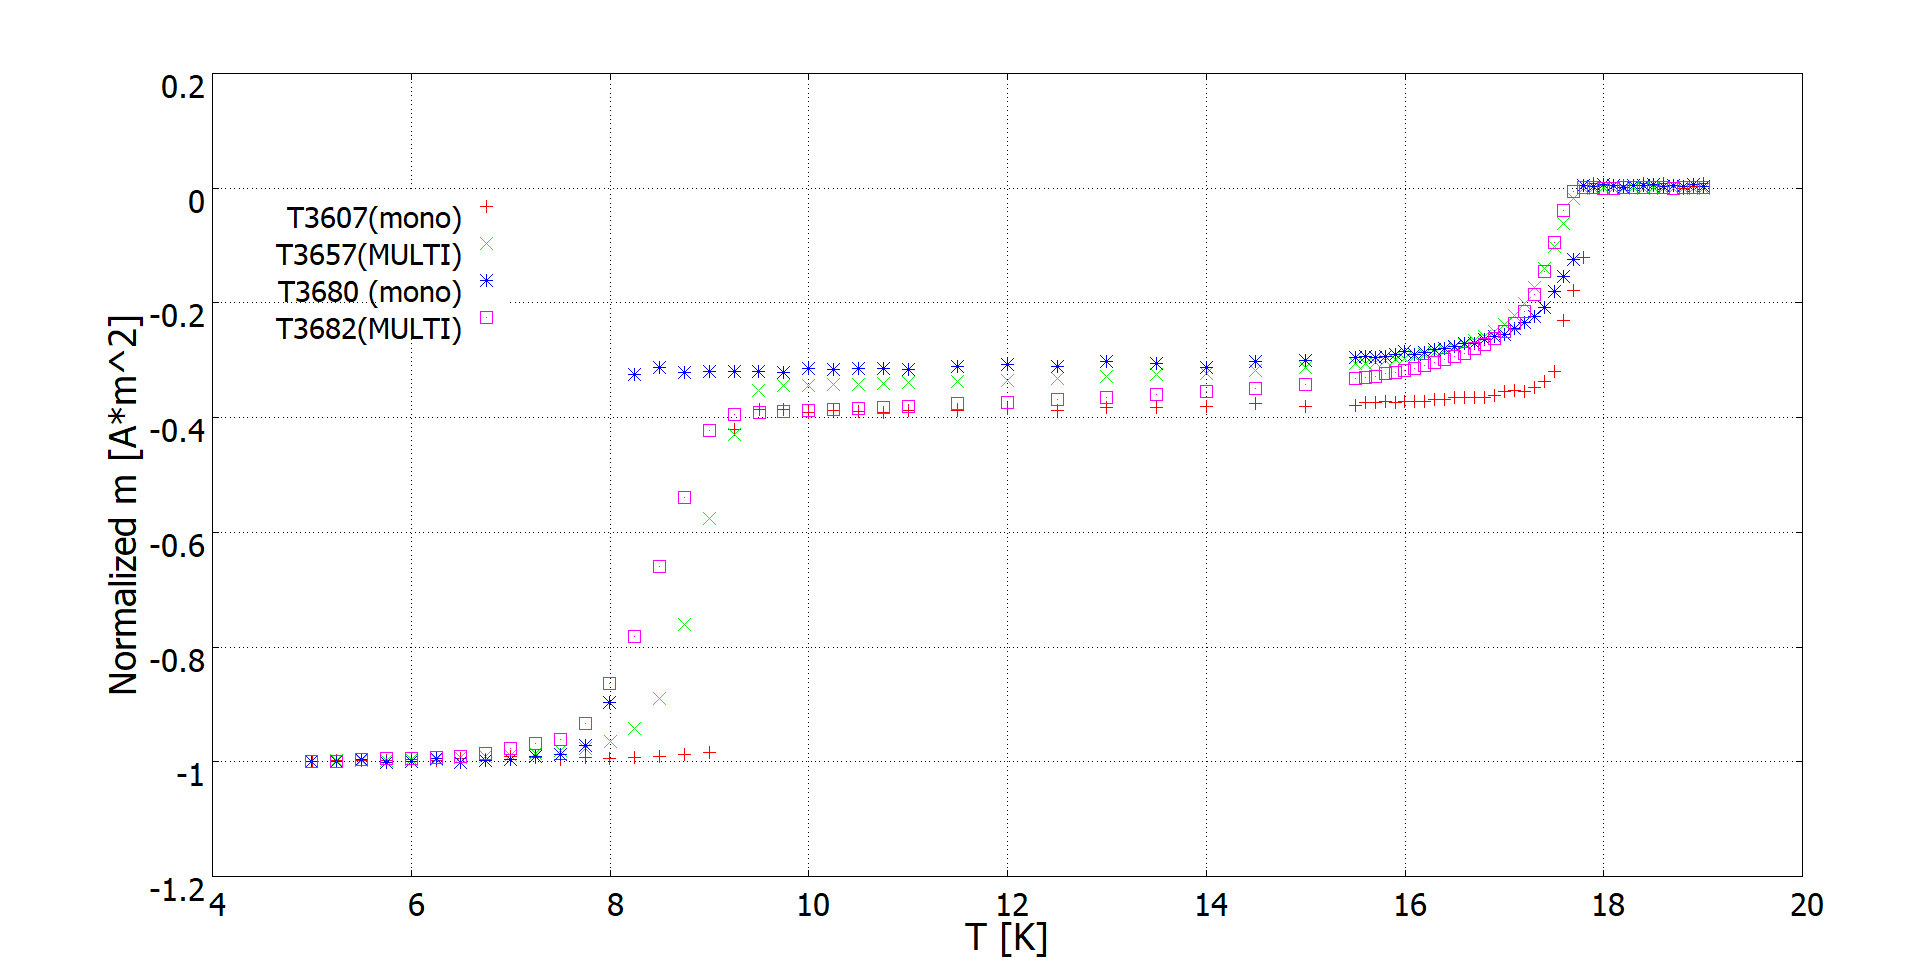 0.2
0
-0.2
-0.4
-0.6
-0.8
-1
-1.2
Normalized m [A*m^2]
T3607(mono)
T3657(MULTI)
T3680 (mono)
T3682(MULTI)
4 6 8 10 12 14 16 18 20
T [K]